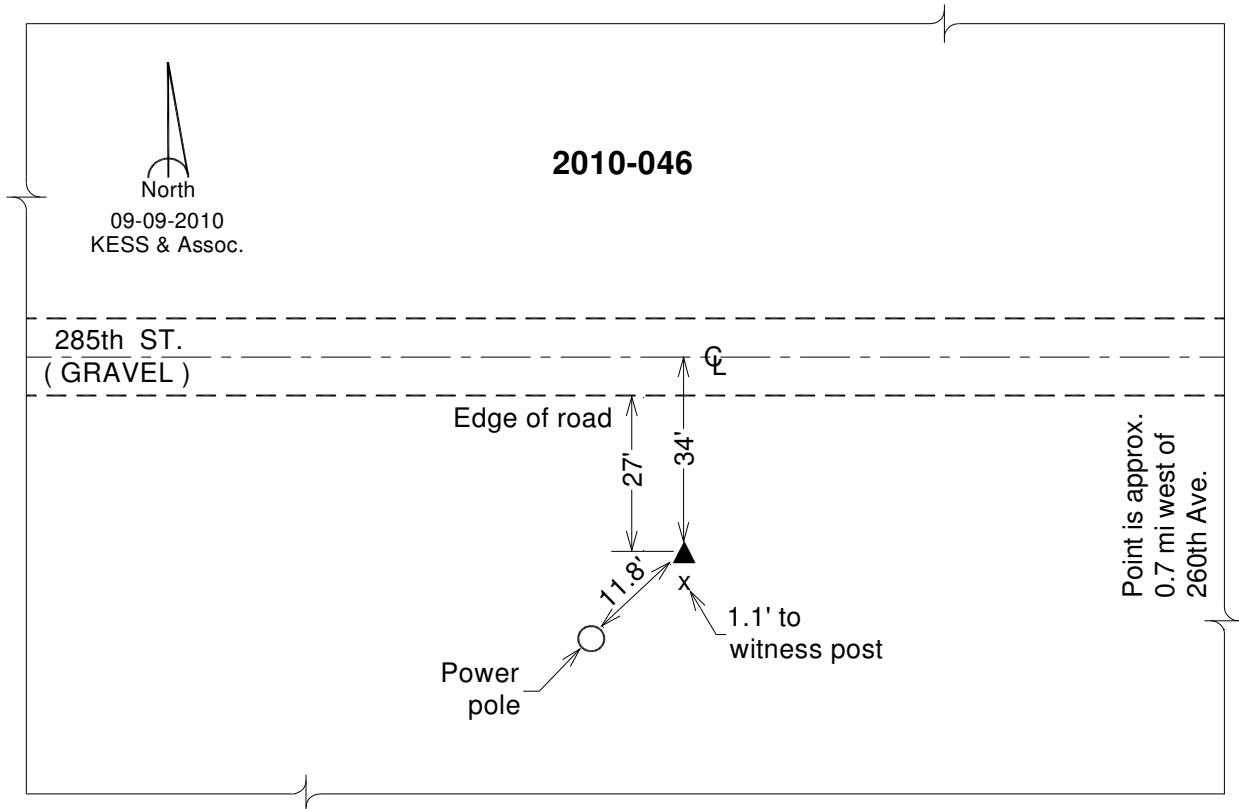 2010-046
North
09-09-2010
KESS & Assoc.
285th ST.
( GRAVEL )
℄
Edge of road
27'
34'
11.8'
x
1.1' to
witness post
Power
pole
Point is approx.
0.7 mi west of
260th Ave.